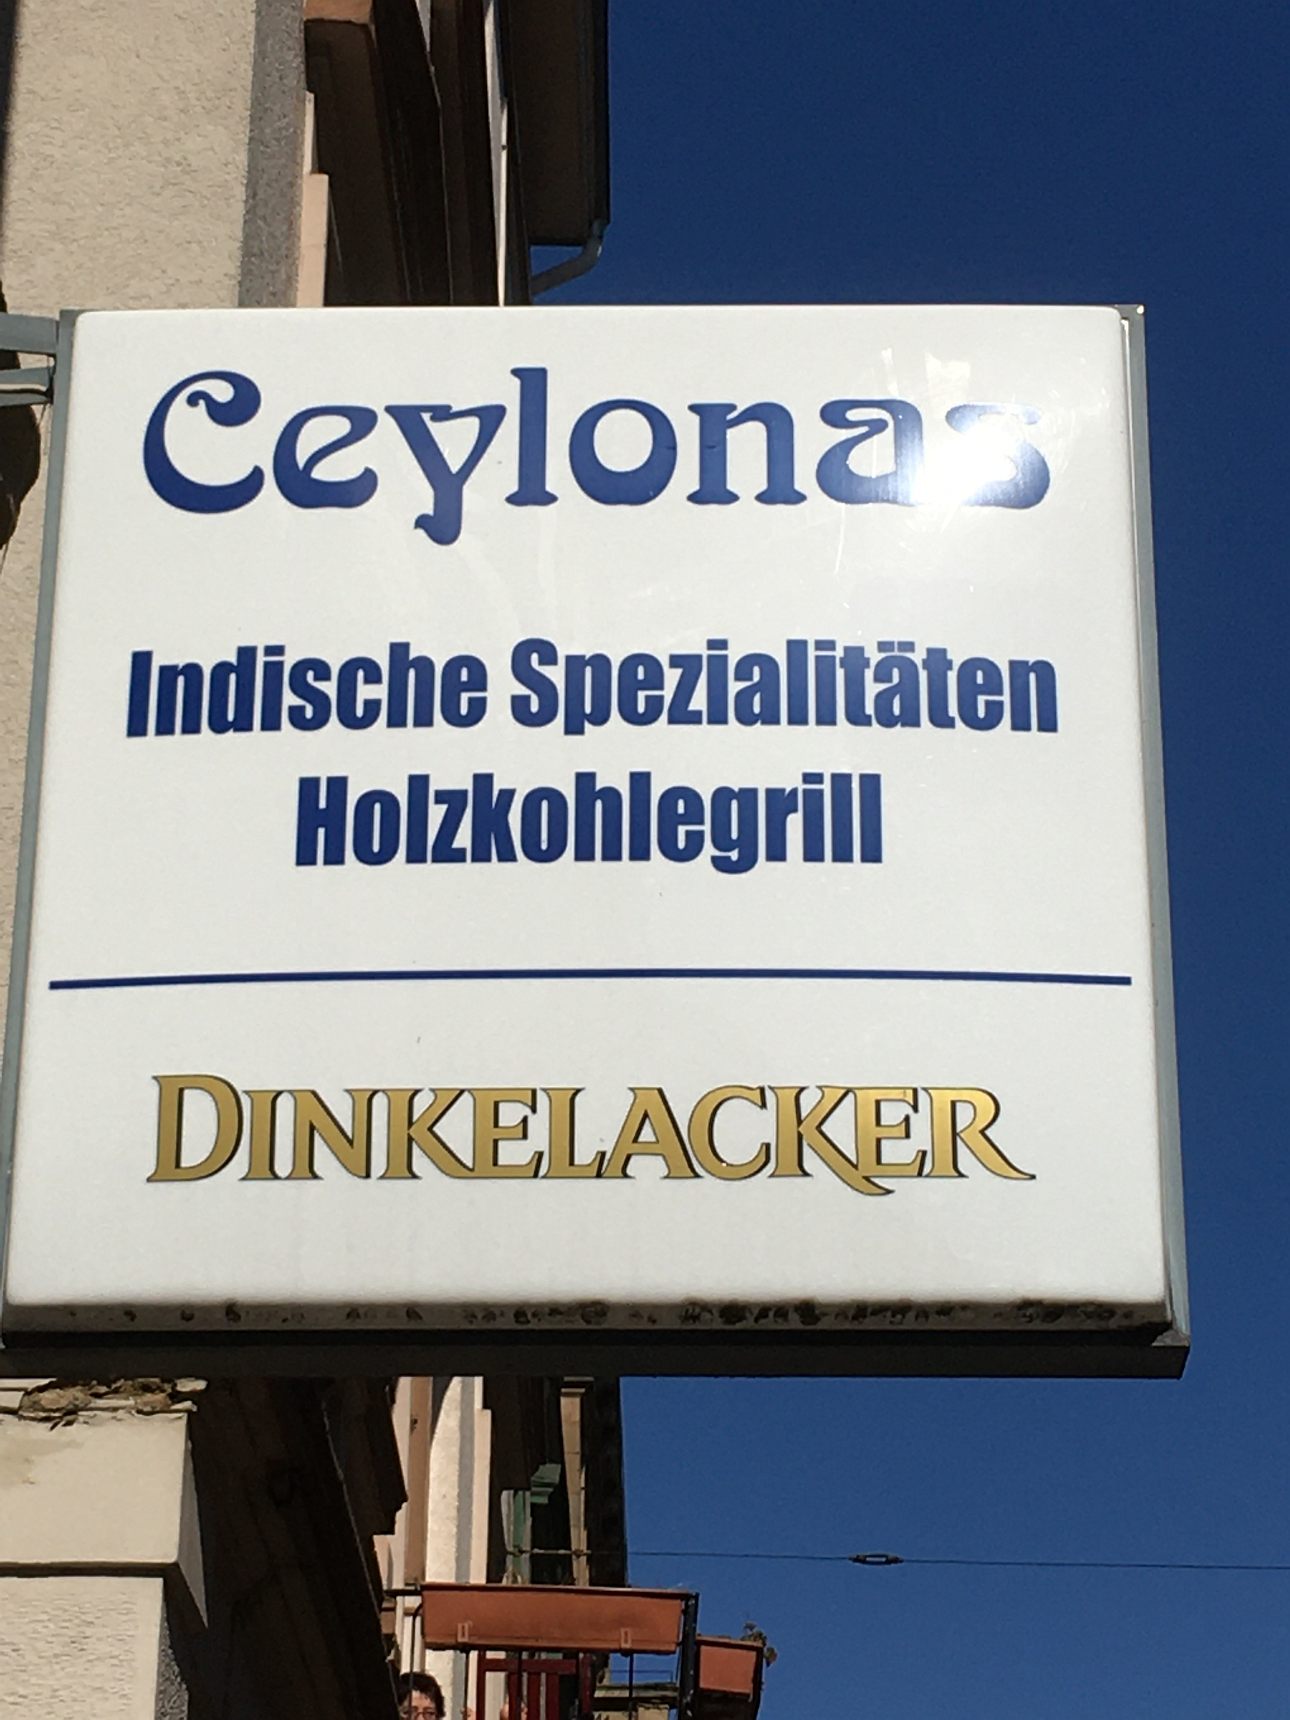 Ceylonas
Indische Spezialitäten
Holzkohlegrill
DINKELACKER